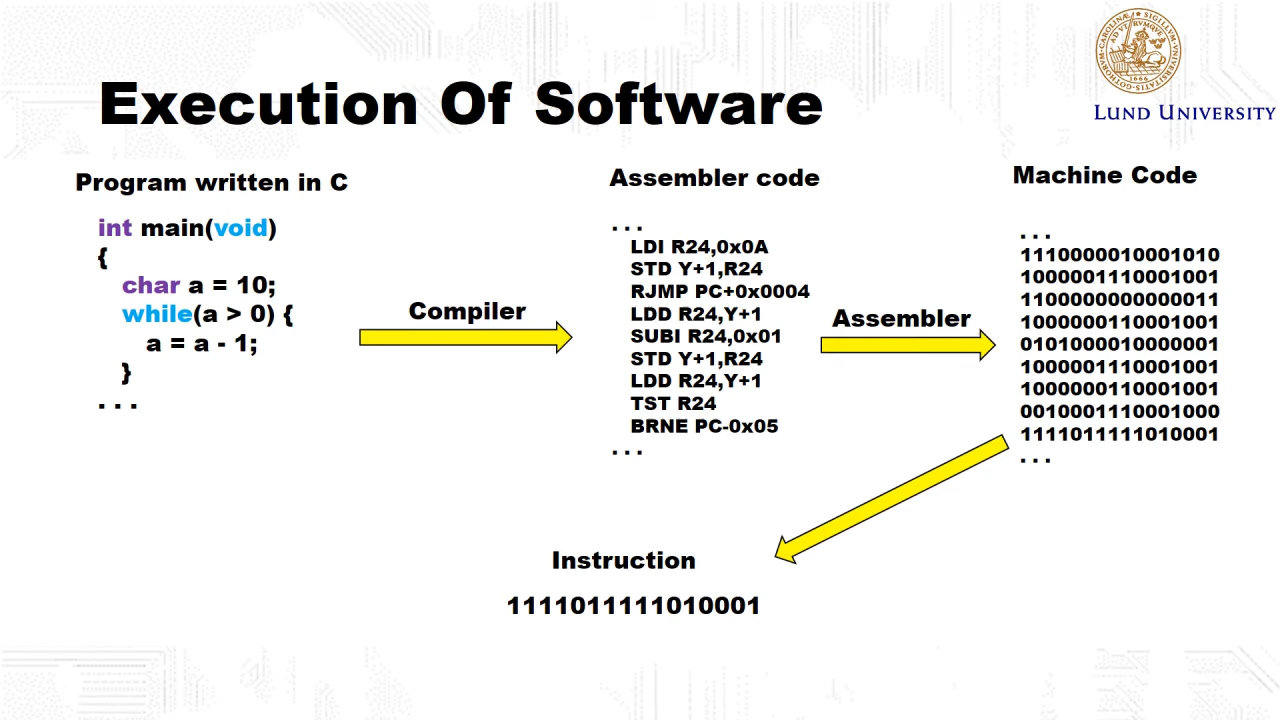 LUND UNIVERSITY
Execution Of Software
Program written in C
int main(void)
{
char a = 10;
while(a > 0) {
a = a - 1;
}
. . .
Compiler
Assembler code
. . .
LDI R24,0x0A
STD Y+1,R24
RJMP PC+0x0004
LDD R24,Y+1
SUBI R24,0x01
STD Y+1,R24
LDD R24,Y+1
TST R24
BRNE PC-0x05
. . .
Assembler
Machine Code
. . .
1110000010001010
1000001110001001
1100000000000011
1000000110001001
0101000010000001
1000001110001001
1000000110001001
0010001110001000
1111011111010001
. . .
Instruction
1111011111010001